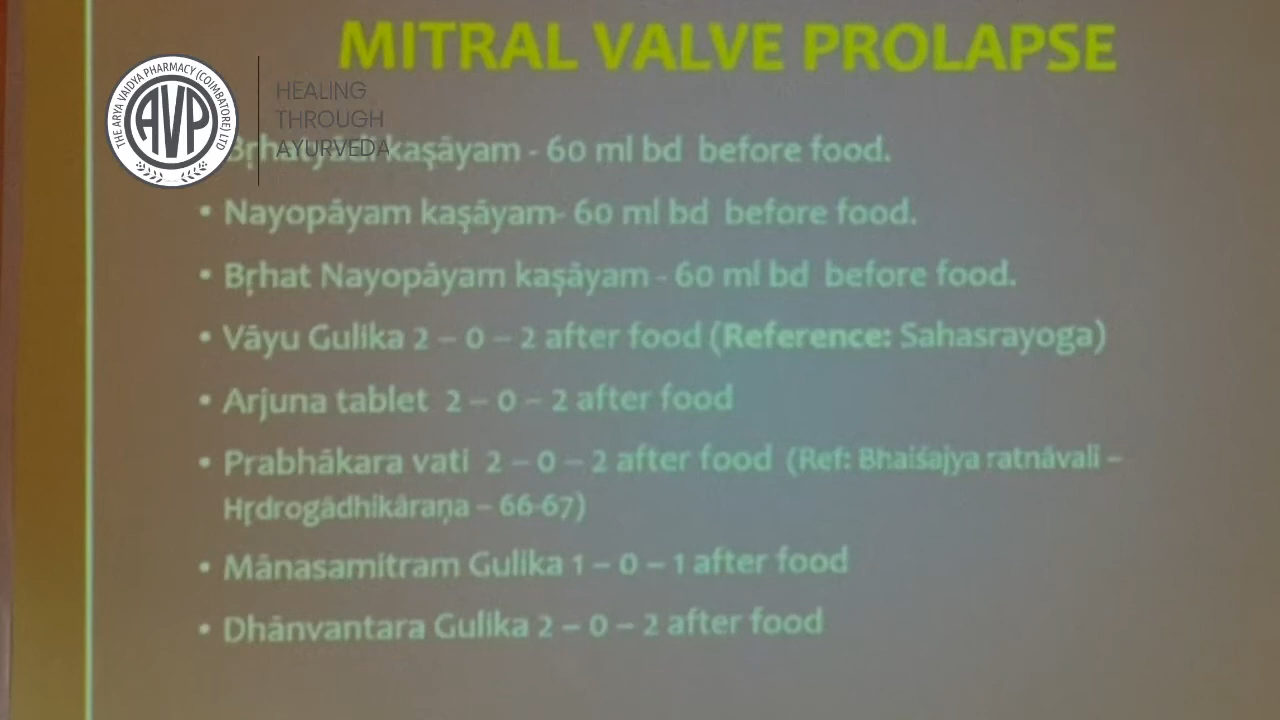 MITRAL VALVE PROLAPSE
THE ARYA VAIDYA PHARMACY (COIMBATORE) LTD
AVP
HEALING
THROUGH
AYURVEDA
kaṣāyam - 60 ml bd before food.
• Nayopāyam kaṣāyam- 60 ml bd before food.
• Bṛhat Nayopāyam kaṣāyam - 60 ml bd before food.
• Vāyu Gulika 2 – 0 – 2 after food (Reference: Sahasrayoga)
• Arjuna tablet 2 – 0 – 2 after food
• Prabhākara vati 2 – 0 – 2 after food (Ref: Bhaiśajya ratnāvali –
Hṛdrogādhikāraṇa – 66-67)
• Mānasamitram Gulika 1 – 0 – 1 after food
• Dhānvantara Gulika 2 – 0 – 2 after food